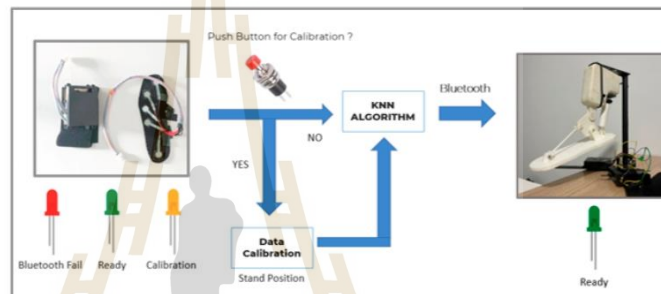 Push Button for Calibration ?
Bluetooth
KNN
ALGORITHM
NO
YES
Bluetooth Fail
Ready
Calibration
Data
Calibration
Stand Position
Ready